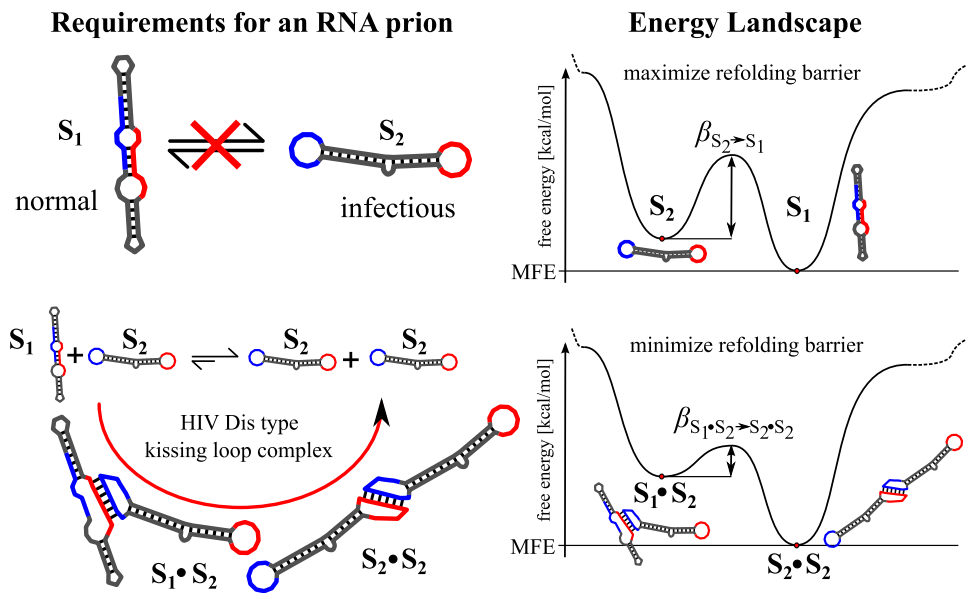 Requirements for an RNA prion
S₁
normal
S₂
infectious
S₁
+
S₂
S₂
+
S₂
HIV Dis type
kissing loop complex
S₁•S₂
S₂•S₂
Energy Landscape
free energy [kcal/mol]
maximize refolding barrier
βS₂→S₁
S₂
S₁
MFE
free energy [kcal/mol]
minimize refolding barrier
βS₁•S₂→S₂•S₂
S₁•S₂
MFE
S₂•S₂